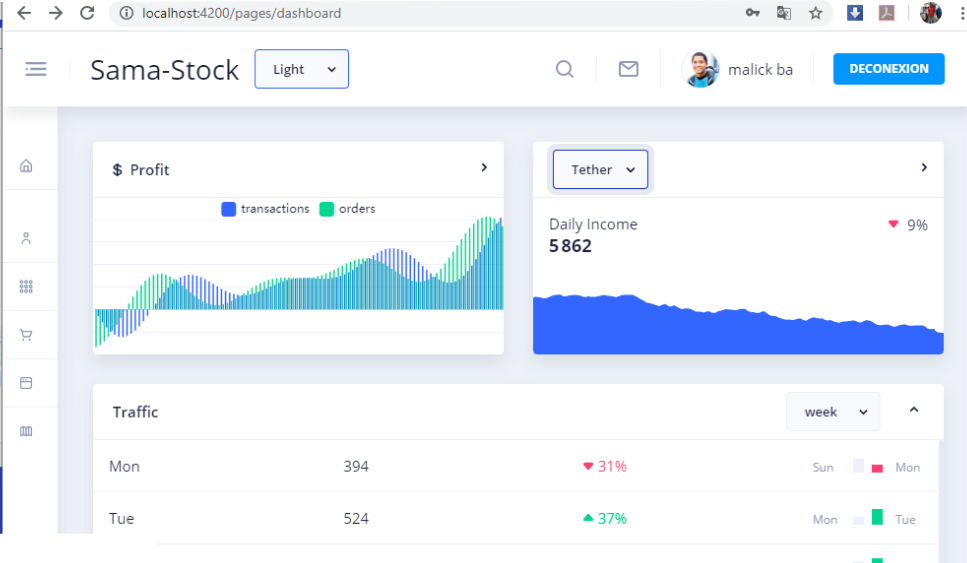 localhost:4200/pages/dashboard
Sama-Stock
Light
malick ba
DECONEXION
$ Profit
transactions orders
Tether
Daily Income
5 862
9%
Traffic
week
Mon 394 31% Sun Mon
Tue 524 37% Mon Tue